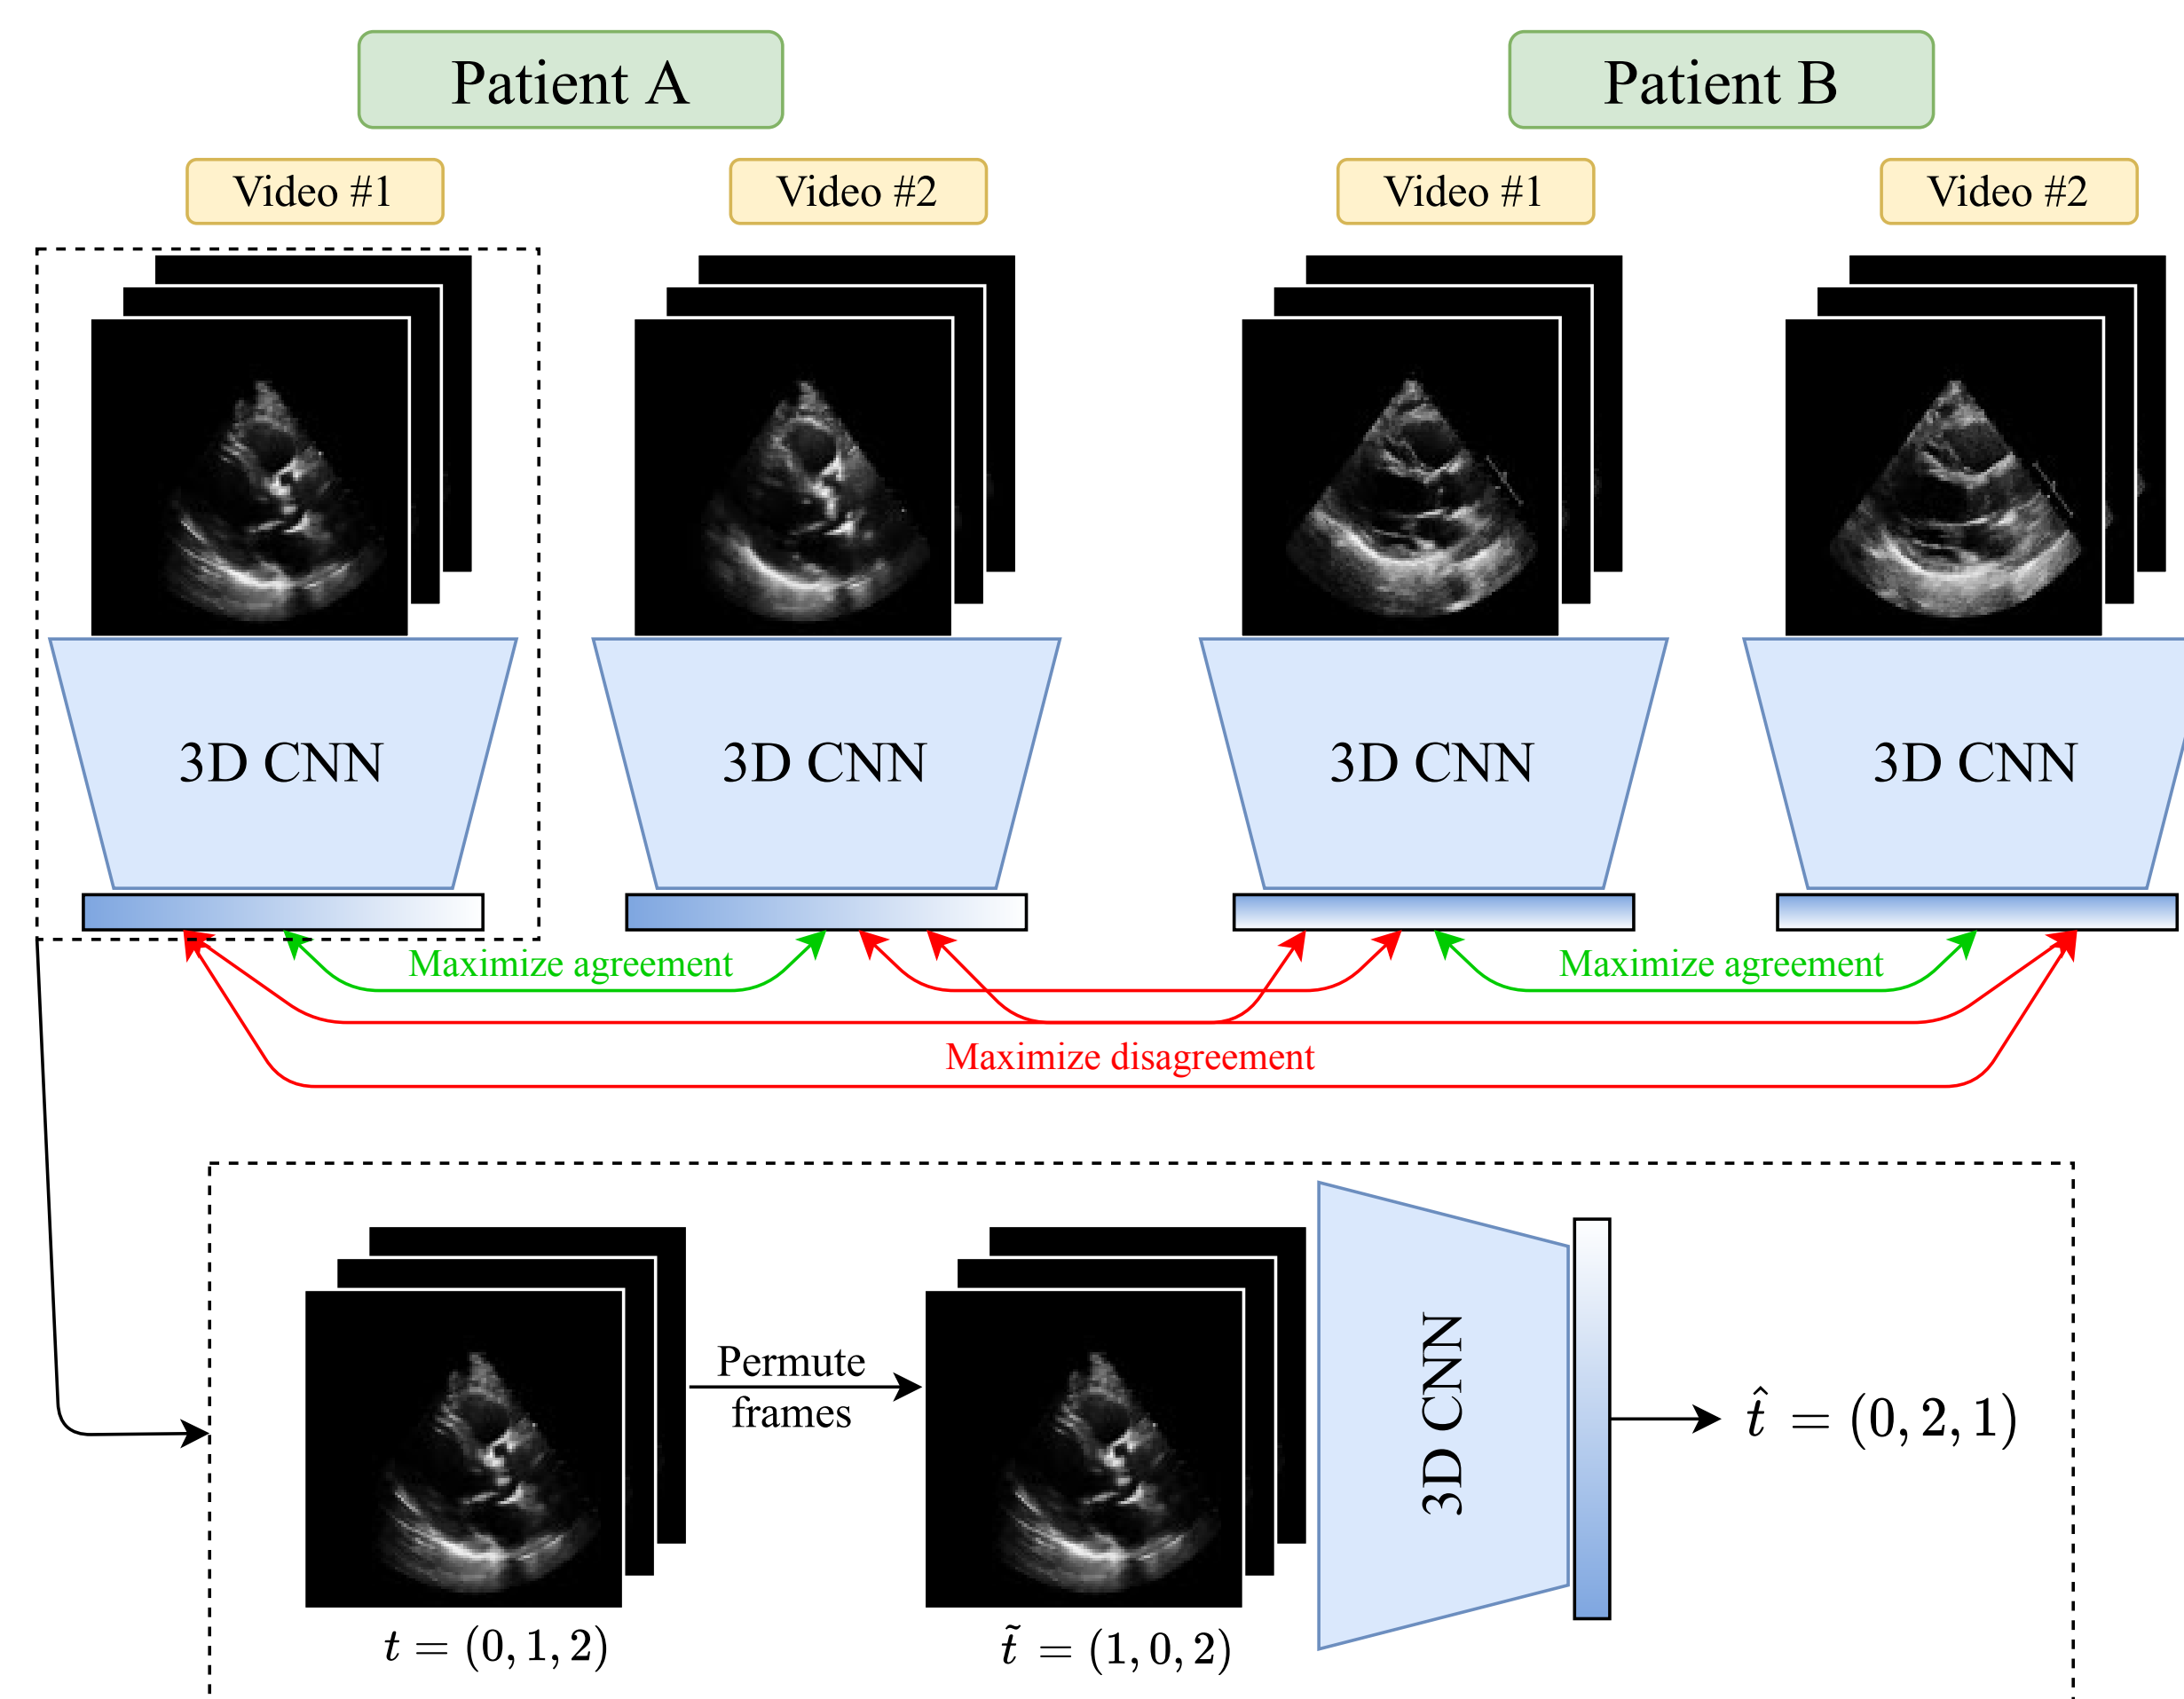 Patient A
Patient B
Video #1
Video #2
Video #1
Video #2
3D CNN
3D CNN
3D CNN
3D CNN
Maximize agreement
Maximize agreement
Maximize disagreement
Permute
frames
3D CNN
t̂ = (0, 2, 1)
t = (0, 1, 2)
t̃ = (1, 0, 2)